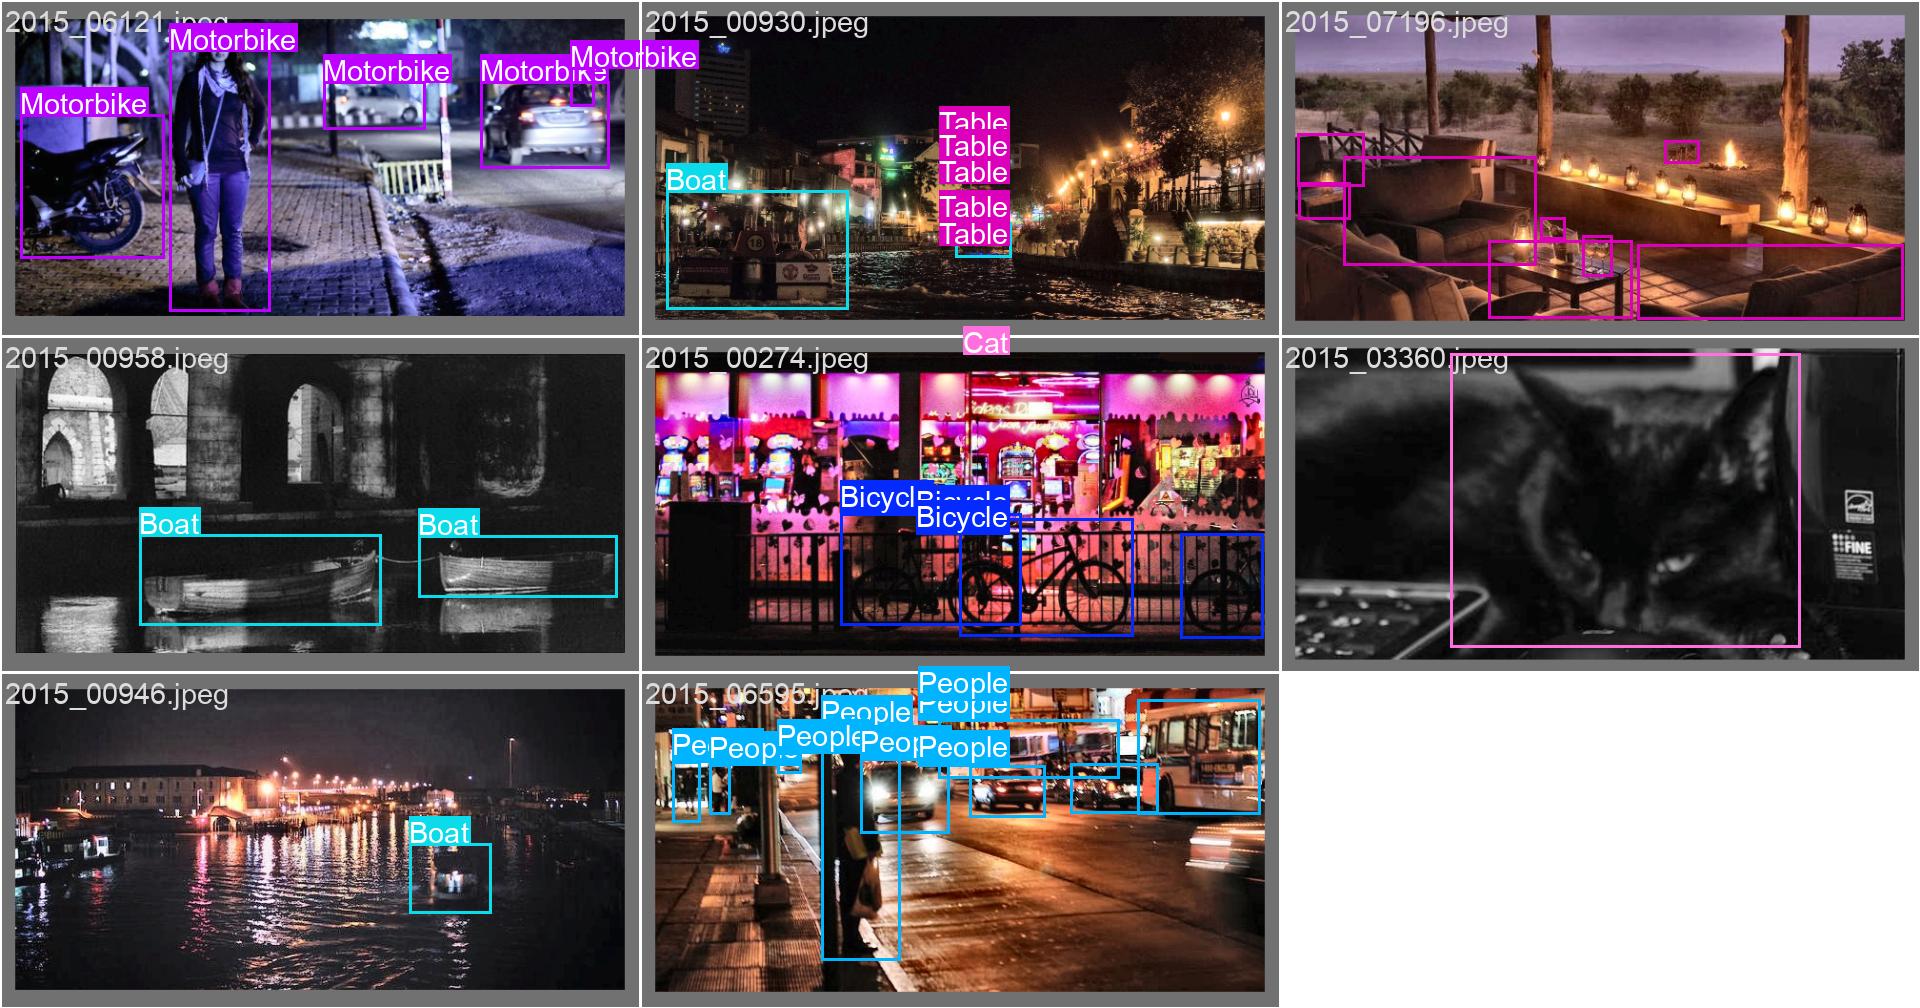 2015_06121.jpeg
Motorbike
Motorbike
Motorbike
Motorbike
Motorbike
2015_00930.jpeg
Boat
Table
Table
Table
Table
Table
18
2015_07196.jpeg
2015_00958.jpeg
Boat
Boat
2015_00274.jpeg
Cat
Bicycle
Bicycle
Bicycle
2015_03360.jpeg
FINE
2015_00946.jpeg
Boat
2015_06595.jpeg
People
People
People
People
People
People
People